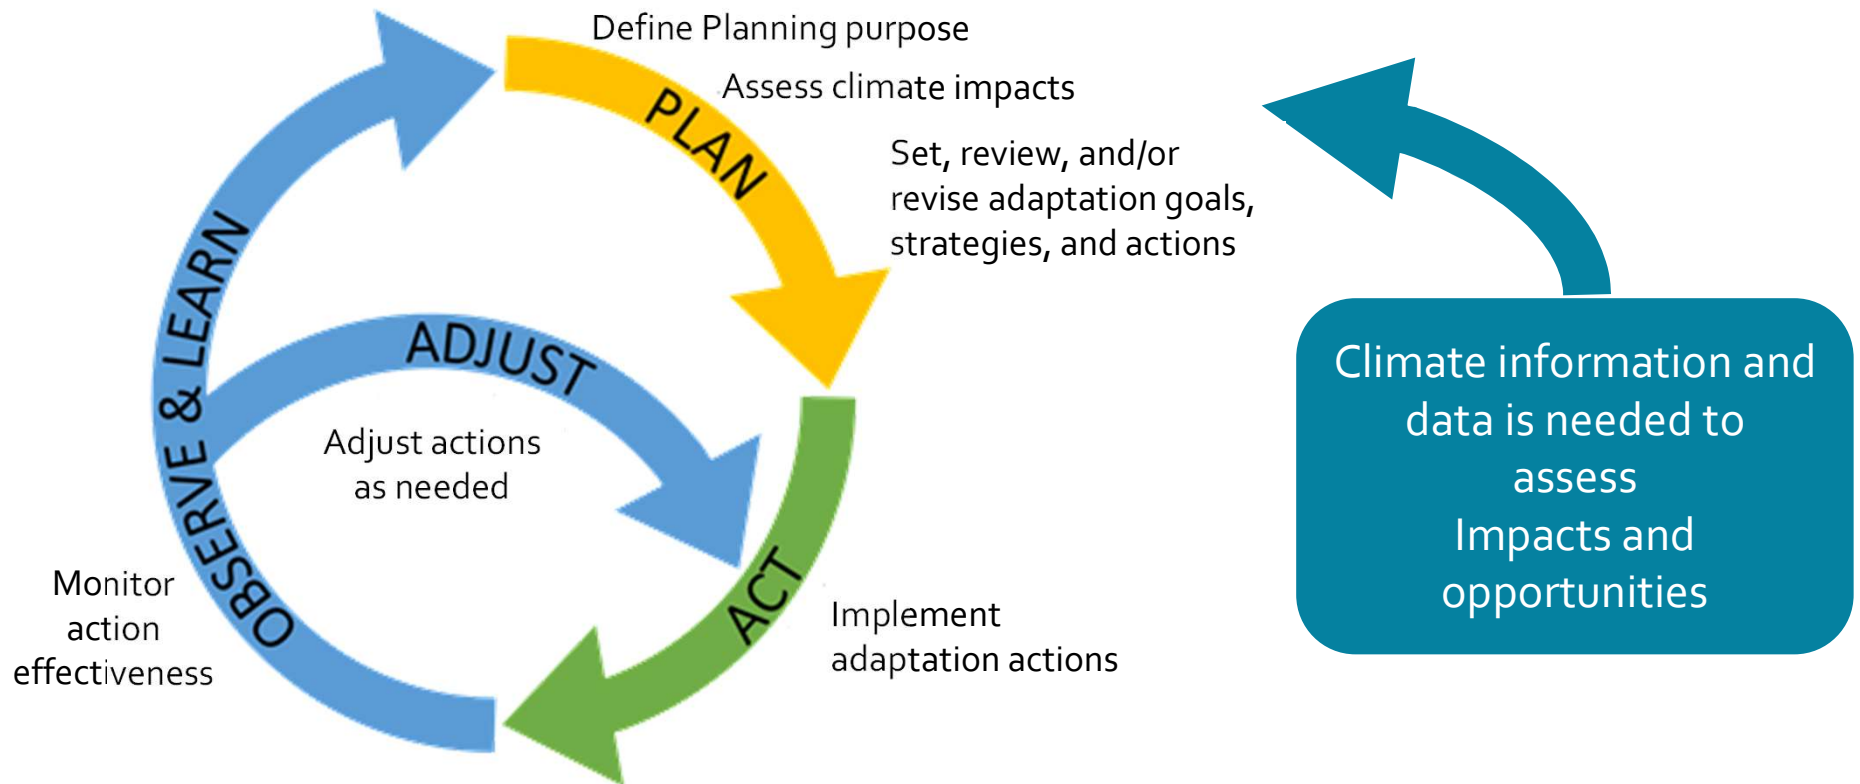 Define Planning purpose
Assess climate impacts
PLAN
Set, review, and/or
revise adaptation goals,
strategies, and actions
OBSERVE & LEARN
ADJUST
Adjust actions
as needed
ACT
Implement
adaptation actions
Monitor
action
effectiveness
Climate information and
data is needed to
assess
Impacts and
opportunities